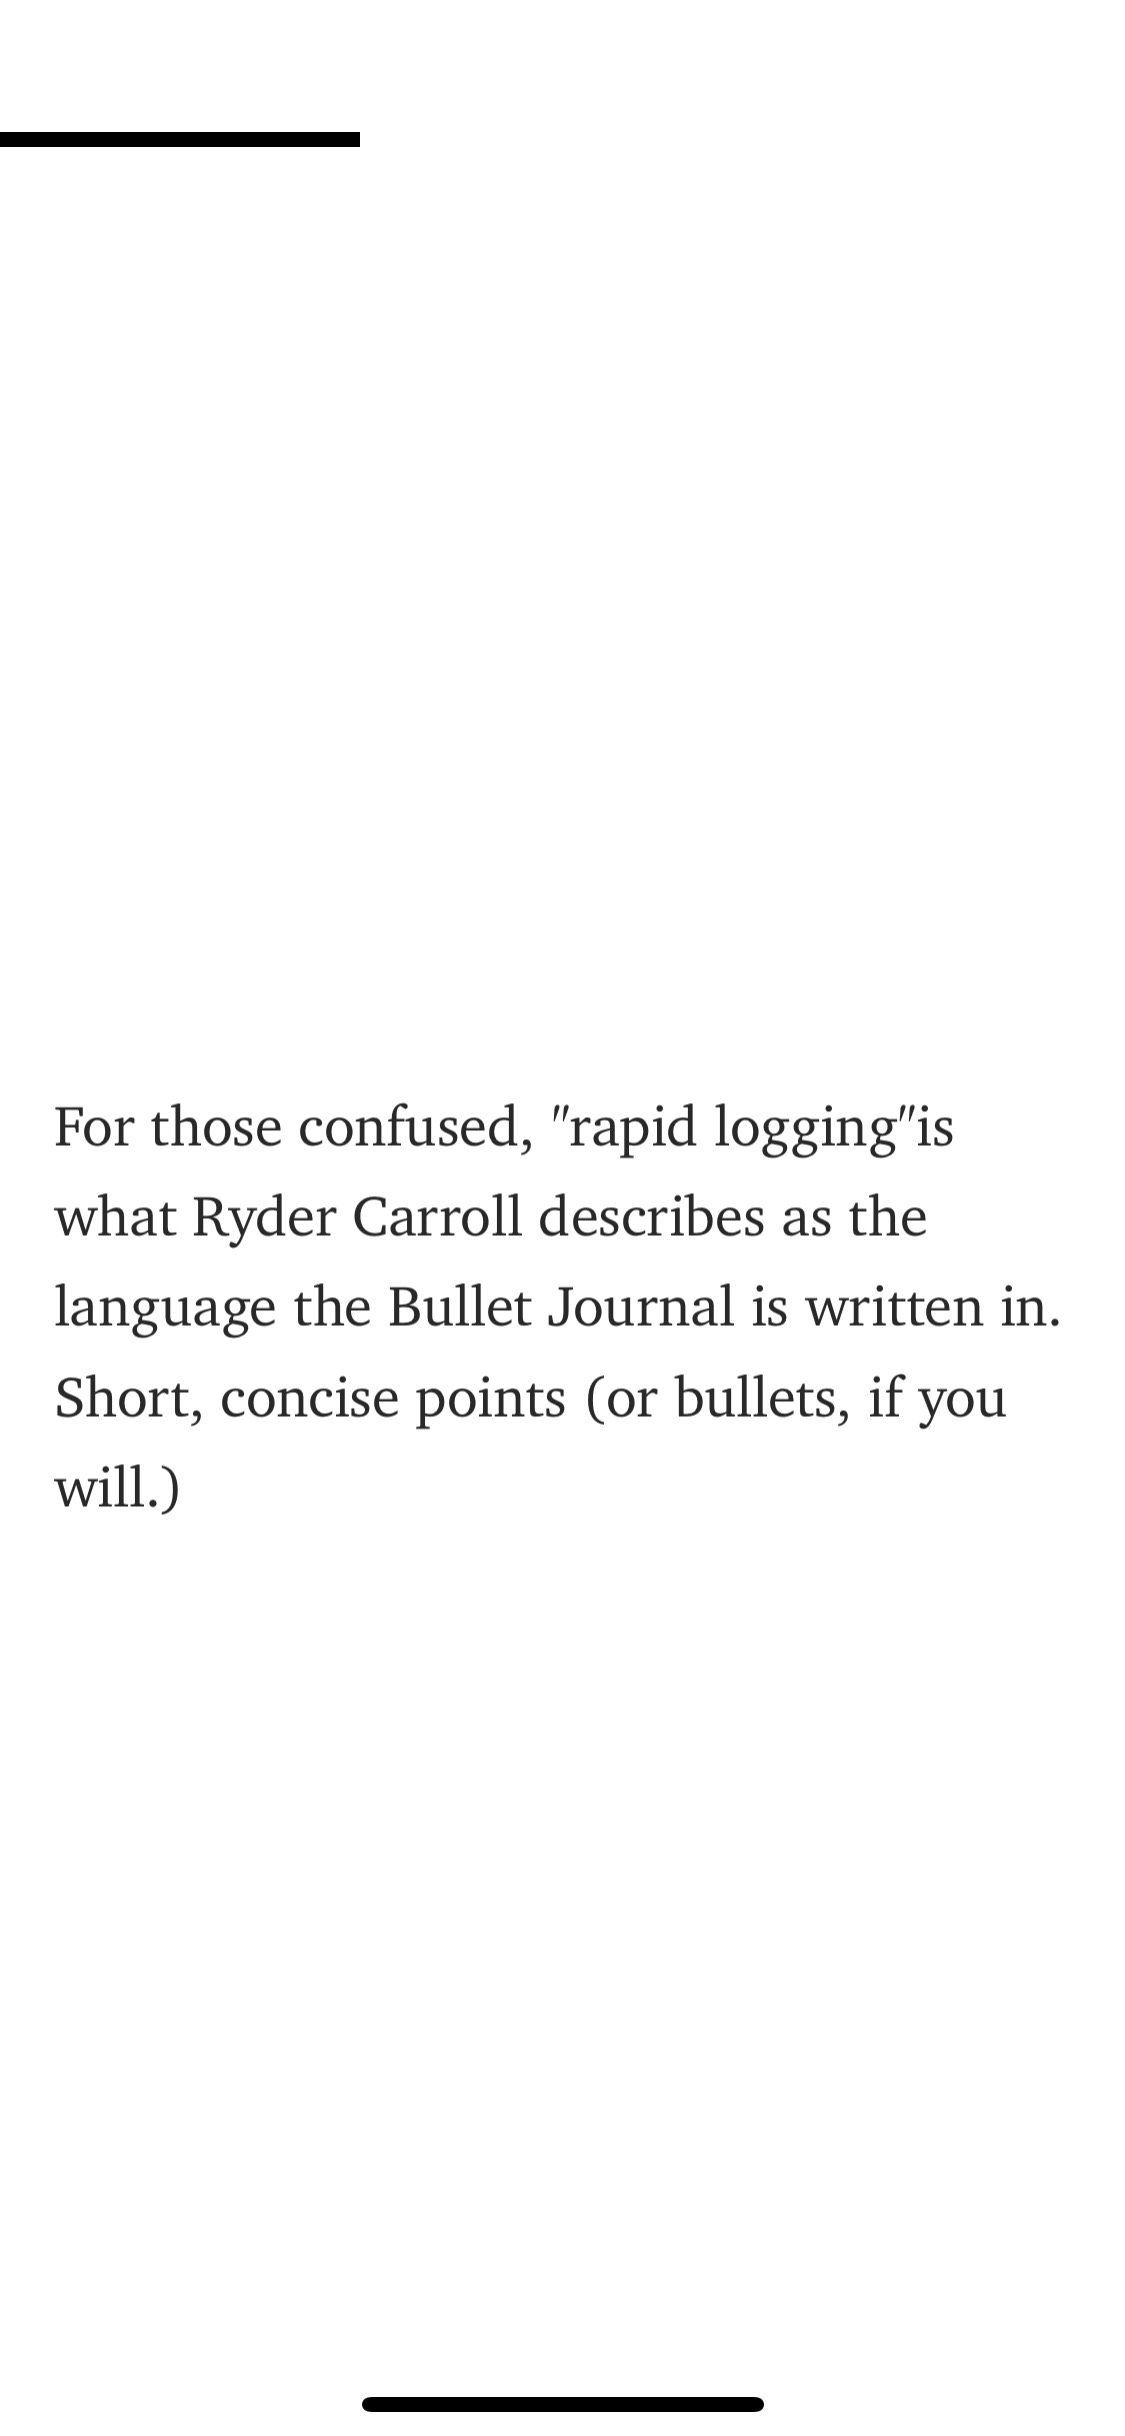 For those confused, "rapid logging"is
what Ryder Carroll describes as the
language the Bullet Journal is written in.
Short, concise points (or bullets, if you
will.)